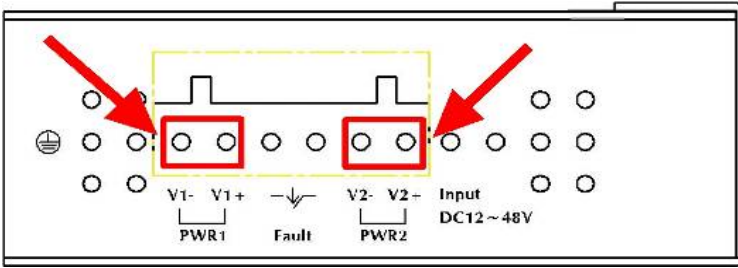 V1- V1+ V2- V2+ Input
DC12~48V
PWR1 Fault PWR2